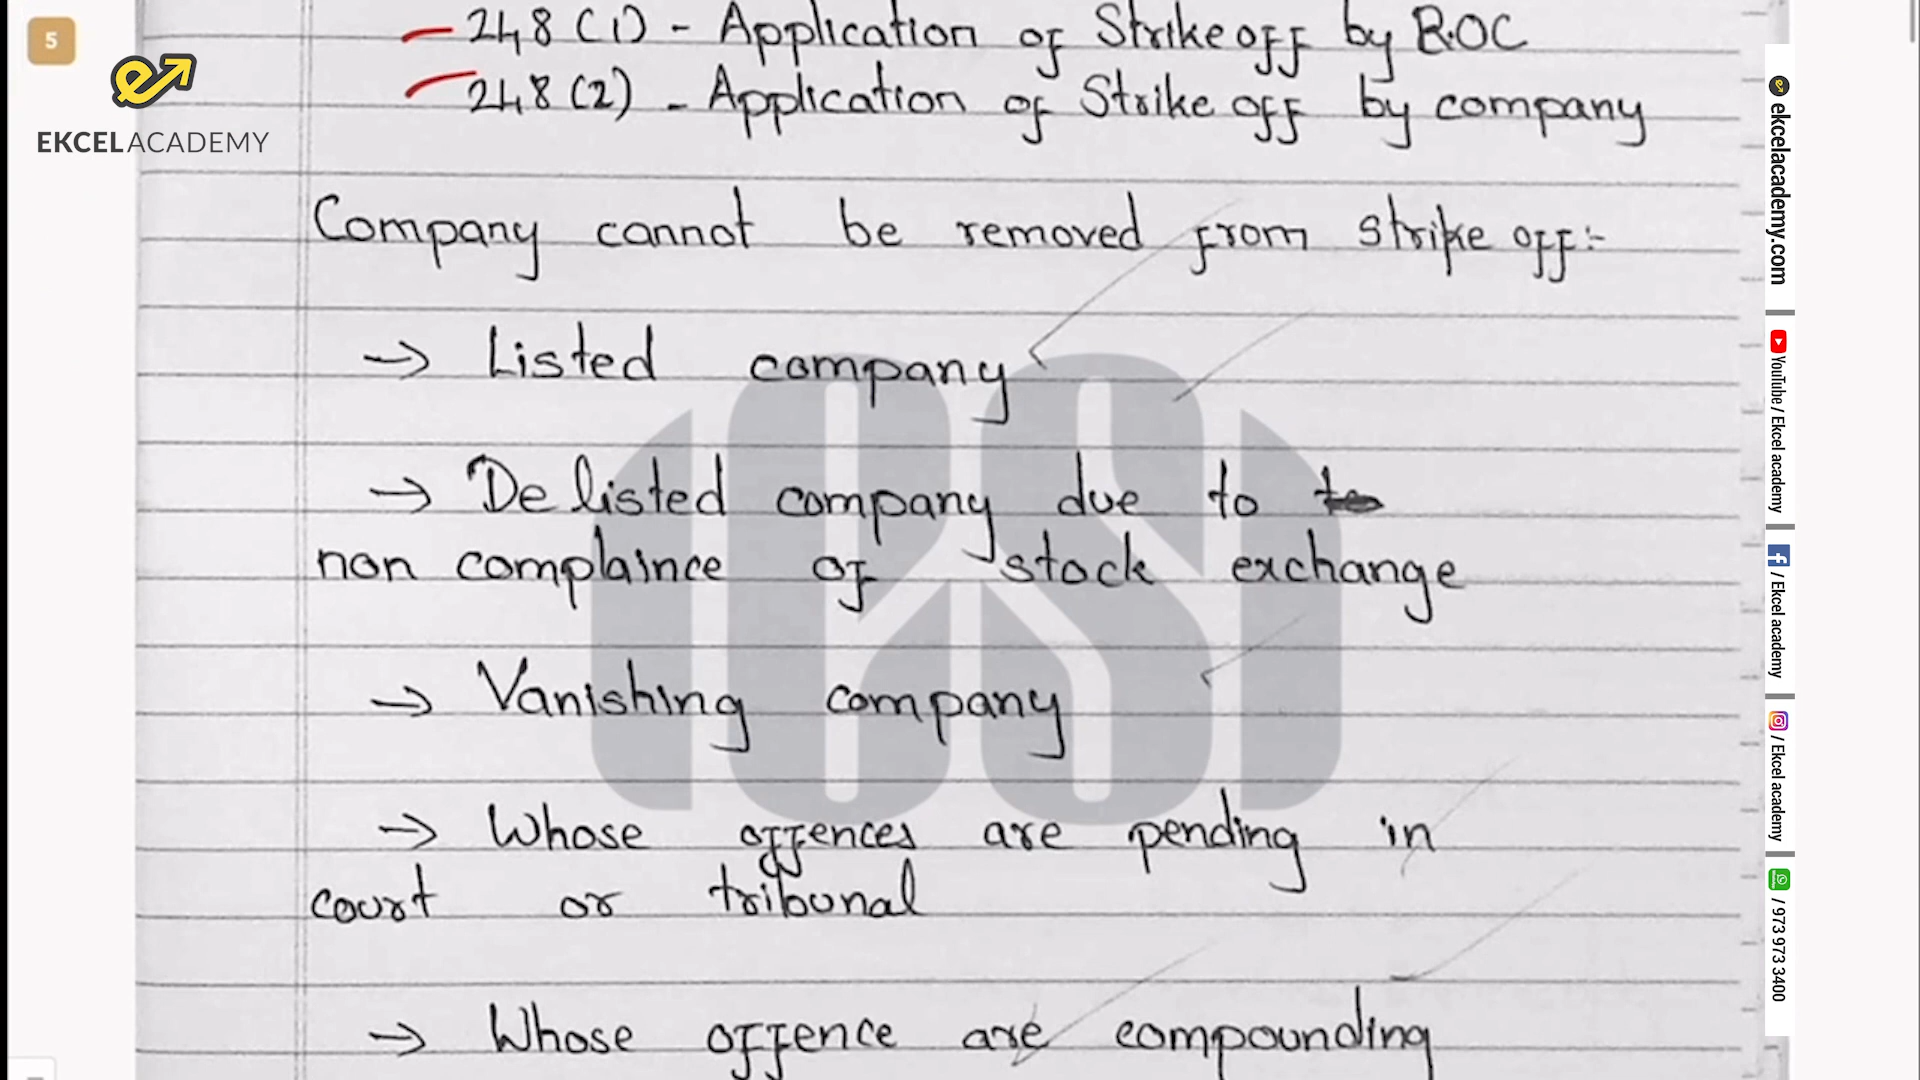 5
EKCELACADEMY
248 (1) - Application of Strike off by R.OC
248 (2) - Application of Strike off by company
Company cannot be removed from strike off:-
→ Listed company
→ De listed company due to
non complaince of stock exchange
→ Vanishing company
→ Whose offences are pending in
court or tribunal
→ Whose offence are compounding
ICSI
ekcelacademy.com
YouTube / Ekcel academy
/ Ekcel academy
/ Ekcel academy
/ 973 973 3400